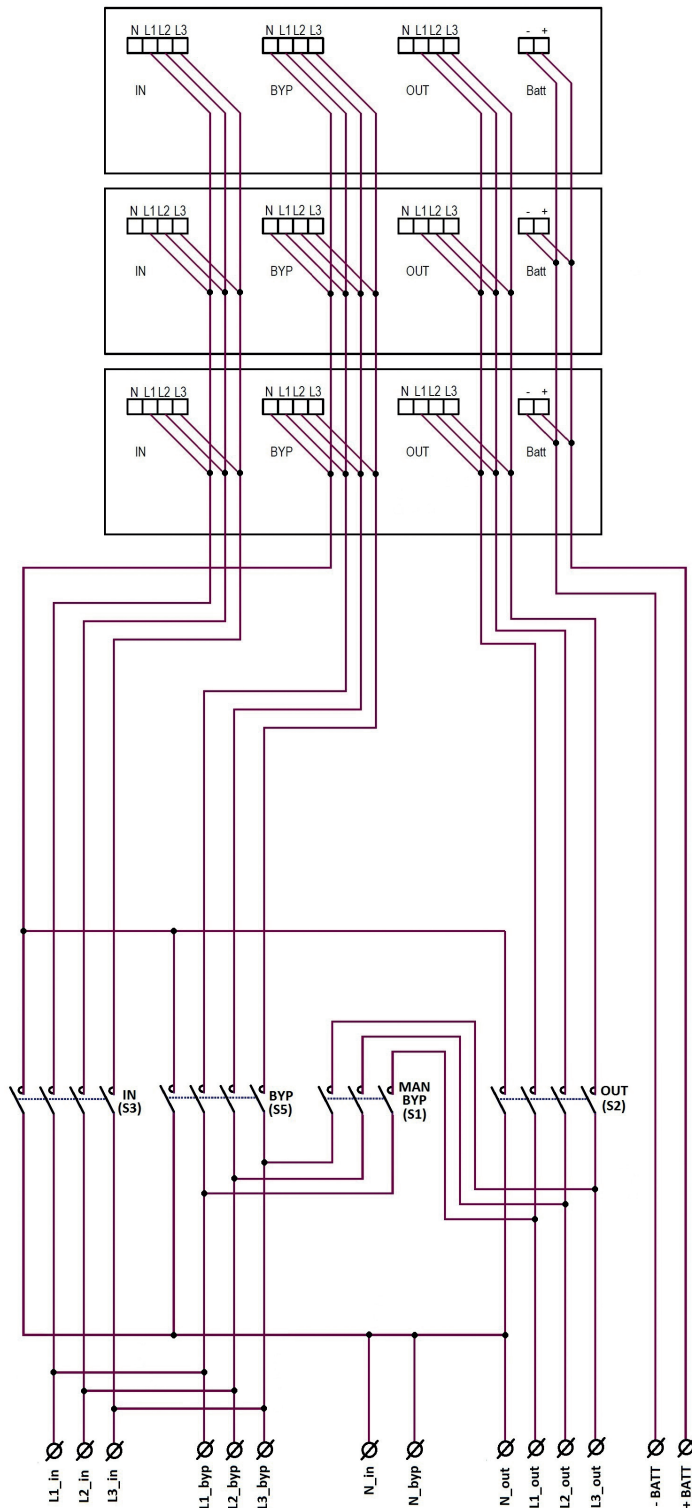 N L1 L2 L3 N L1 L2 L3 N L1 L2 L3 - +
IN BYP OUT Batt
N L1 L2 L3 N L1 L2 L3 N L1 L2 L3 - +
IN BYP OUT Batt
N L1 L2 L3 N L1 L2 L3 N L1 L2 L3 - +
IN BYP OUT Batt
IN
(S3)
BYP
(S5)
MAN
BYP
(S1)
OUT
(S2)
L1_in
L2_in
L3_in
L1_byp
L2_byp
L3_byp
N_in
N_byp
N_out
L1_out
L2_out
L3_out
-BATT
+BATT